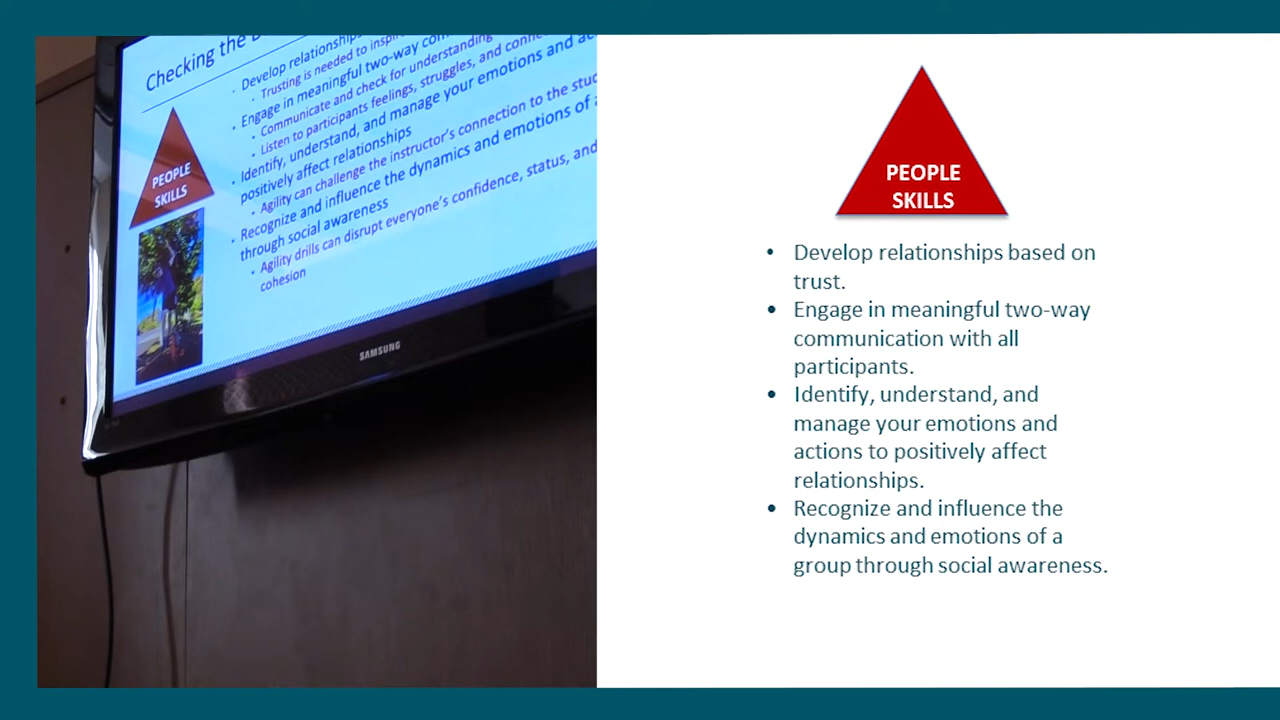 Checking the
Develop relationships
Trusting is needed to inspi
Engage in meaningful two-way com
Communicate and check for understanding
Listen to participants feelings, struggles, and conne
Identify, understand, and manage your emotions and ac
positively affect relationships
Agility can challenge the instructor's connection to the stud
Recognize and influence the dynamics and emotions of a
through social awareness
Agility drills can disrupt everyone's confidence, status, and
cohesion
PEOPLE
SKILLS
SAMSUNG
PEOPLE
SKILLS
• Develop relationships based on
trust.
• Engage in meaningful two-way
communication with all
participants.
• Identify, understand, and
manage your emotions and
actions to positively affect
relationships.
• Recognize and influence the
dynamics and emotions of a
group through social awareness.